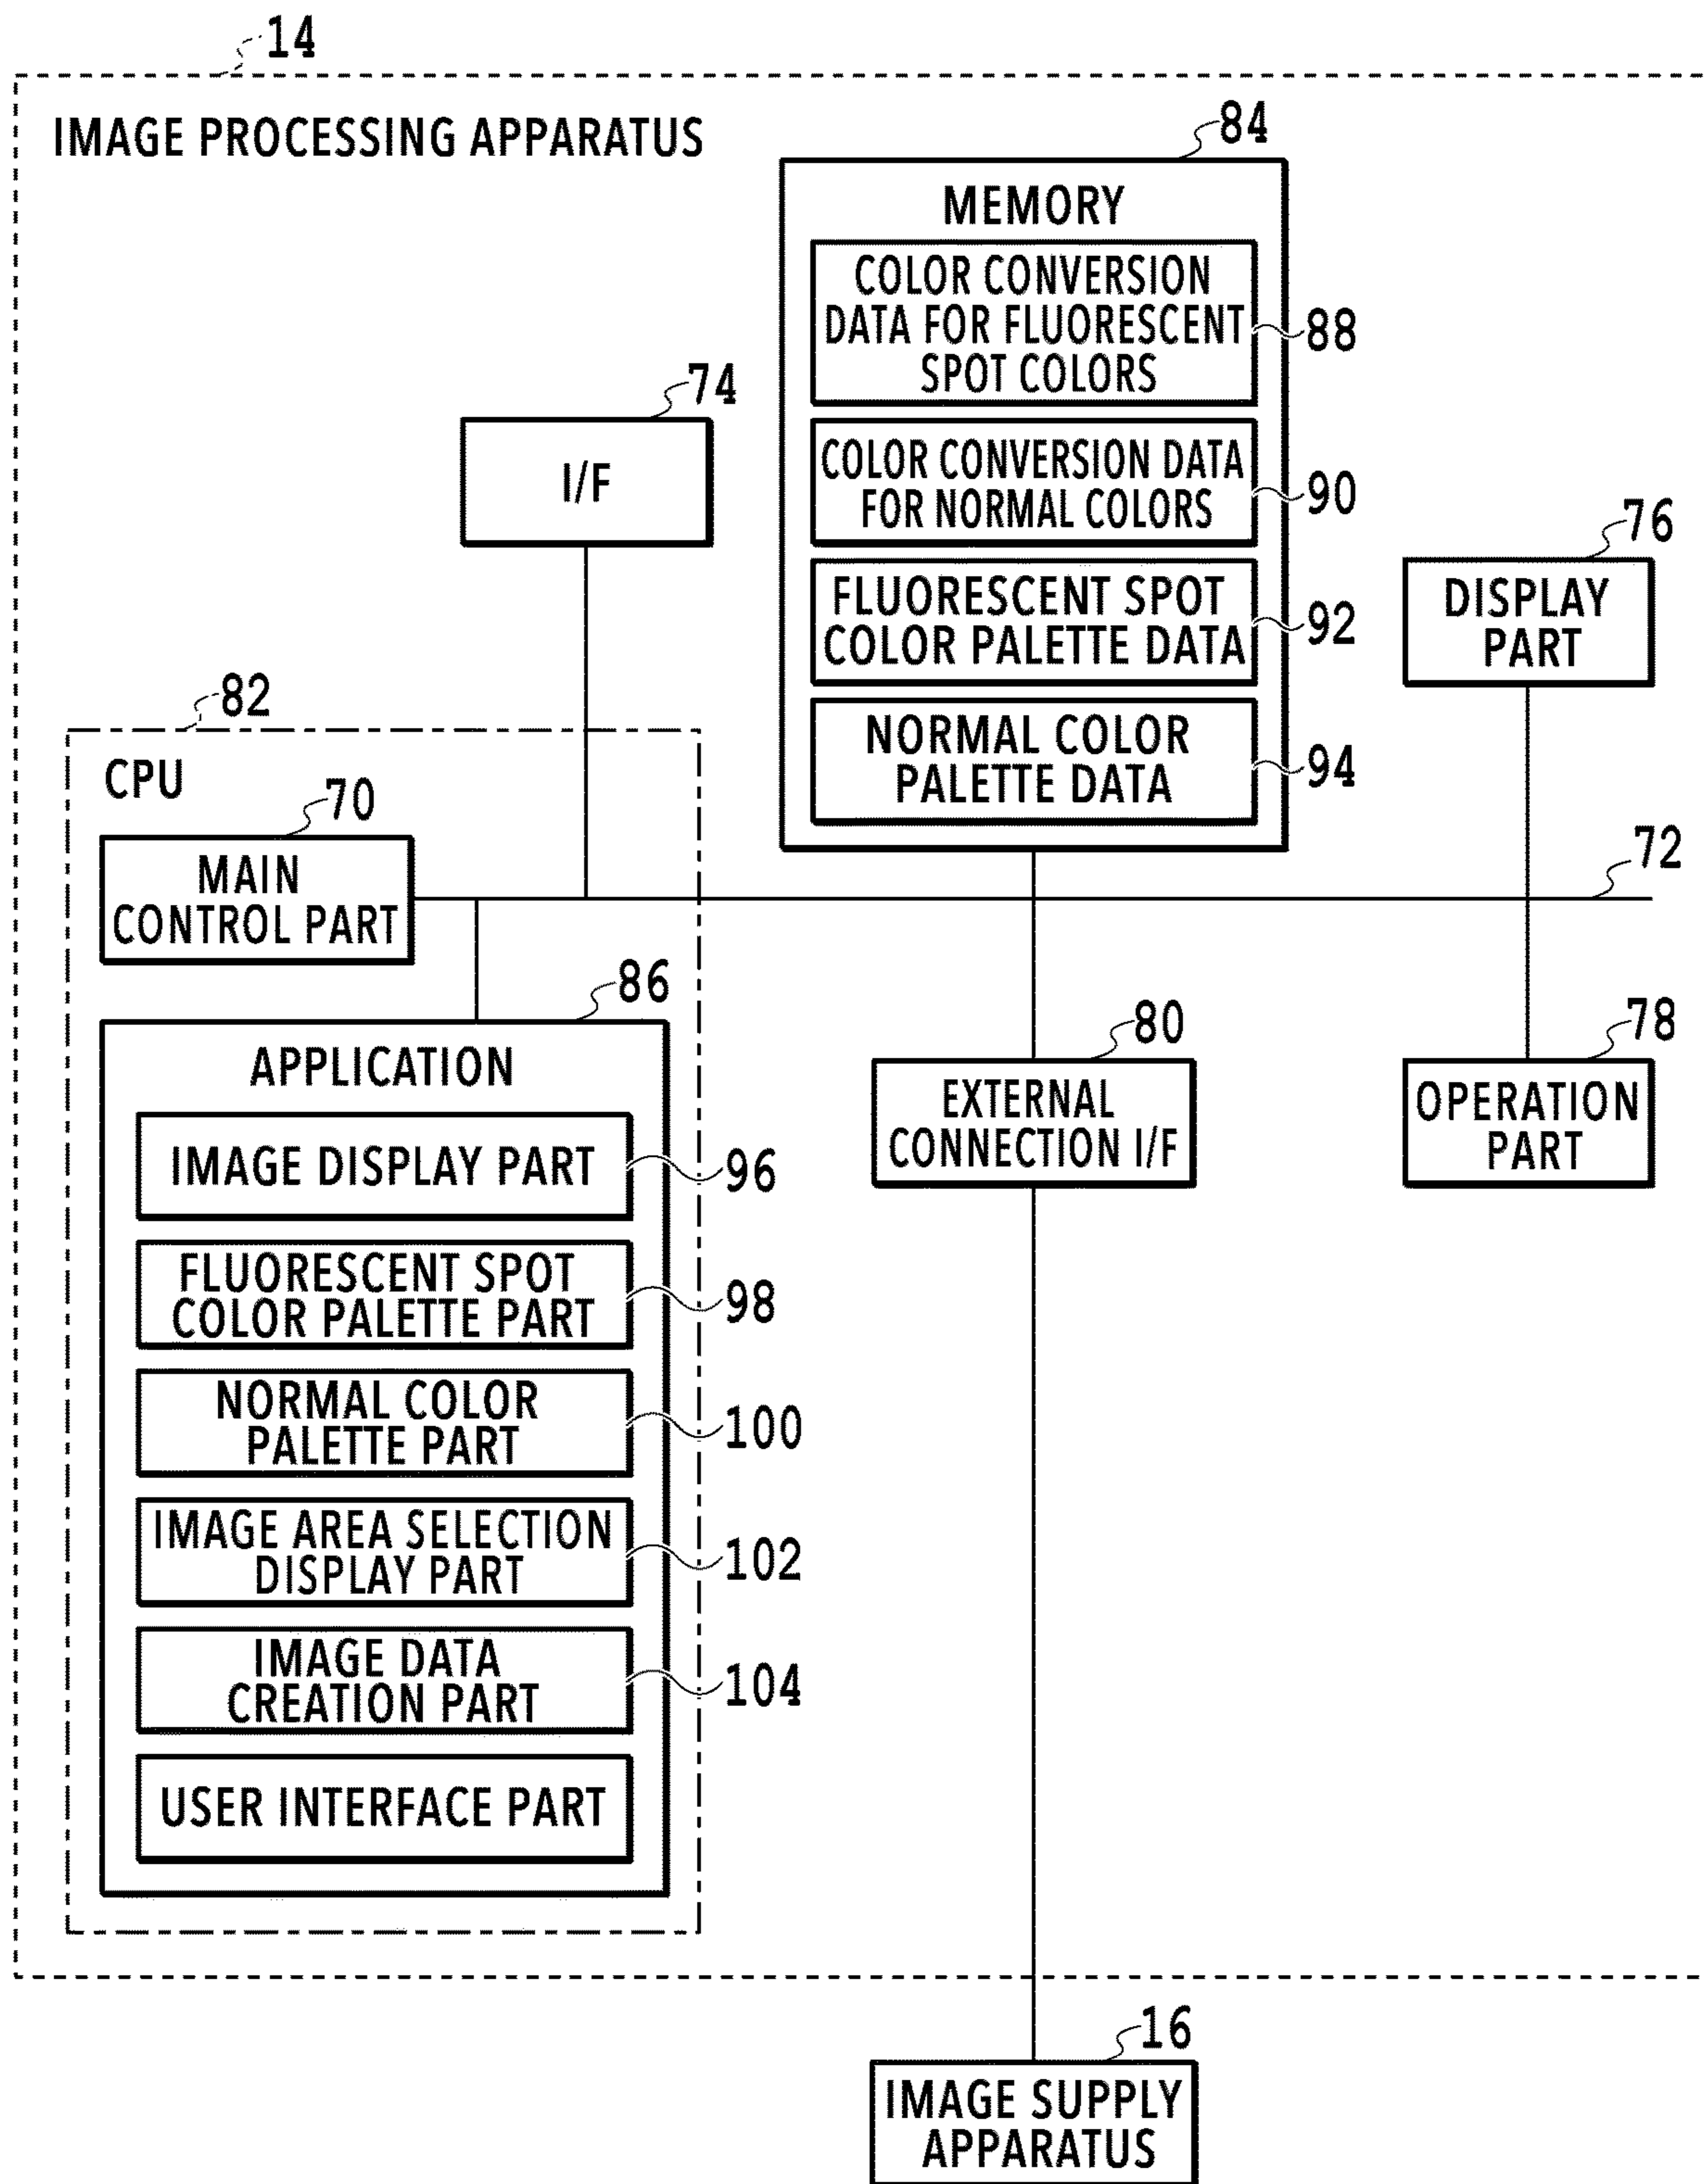 14
IMAGE PROCESSING APPARATUS
84
MEMORY
COLOR CONVERSION
DATA FOR FLUORESCENT
SPOT COLORS
88
COLOR CONVERSION DATA
FOR NORMAL COLORS
90
FLUORESCENT SPOT
COLOR PALETTE DATA
92
NORMAL COLOR
PALETTE DATA
94
74
I/F
76
DISPLAY
PART
82
CPU
70
MAIN
CONTROL PART
72
86
APPLICATION
IMAGE DISPLAY PART
96
FLUORESCENT SPOT
COLOR PALETTE PART
98
NORMAL COLOR
PALETTE PART
100
IMAGE AREA SELECTION
DISPLAY PART
102
IMAGE DATA
CREATION PART
104
USER INTERFACE PART
80
EXTERNAL
CONNECTION I/F
78
OPERATION
PART
16
IMAGE SUPPLY
APPARATUS